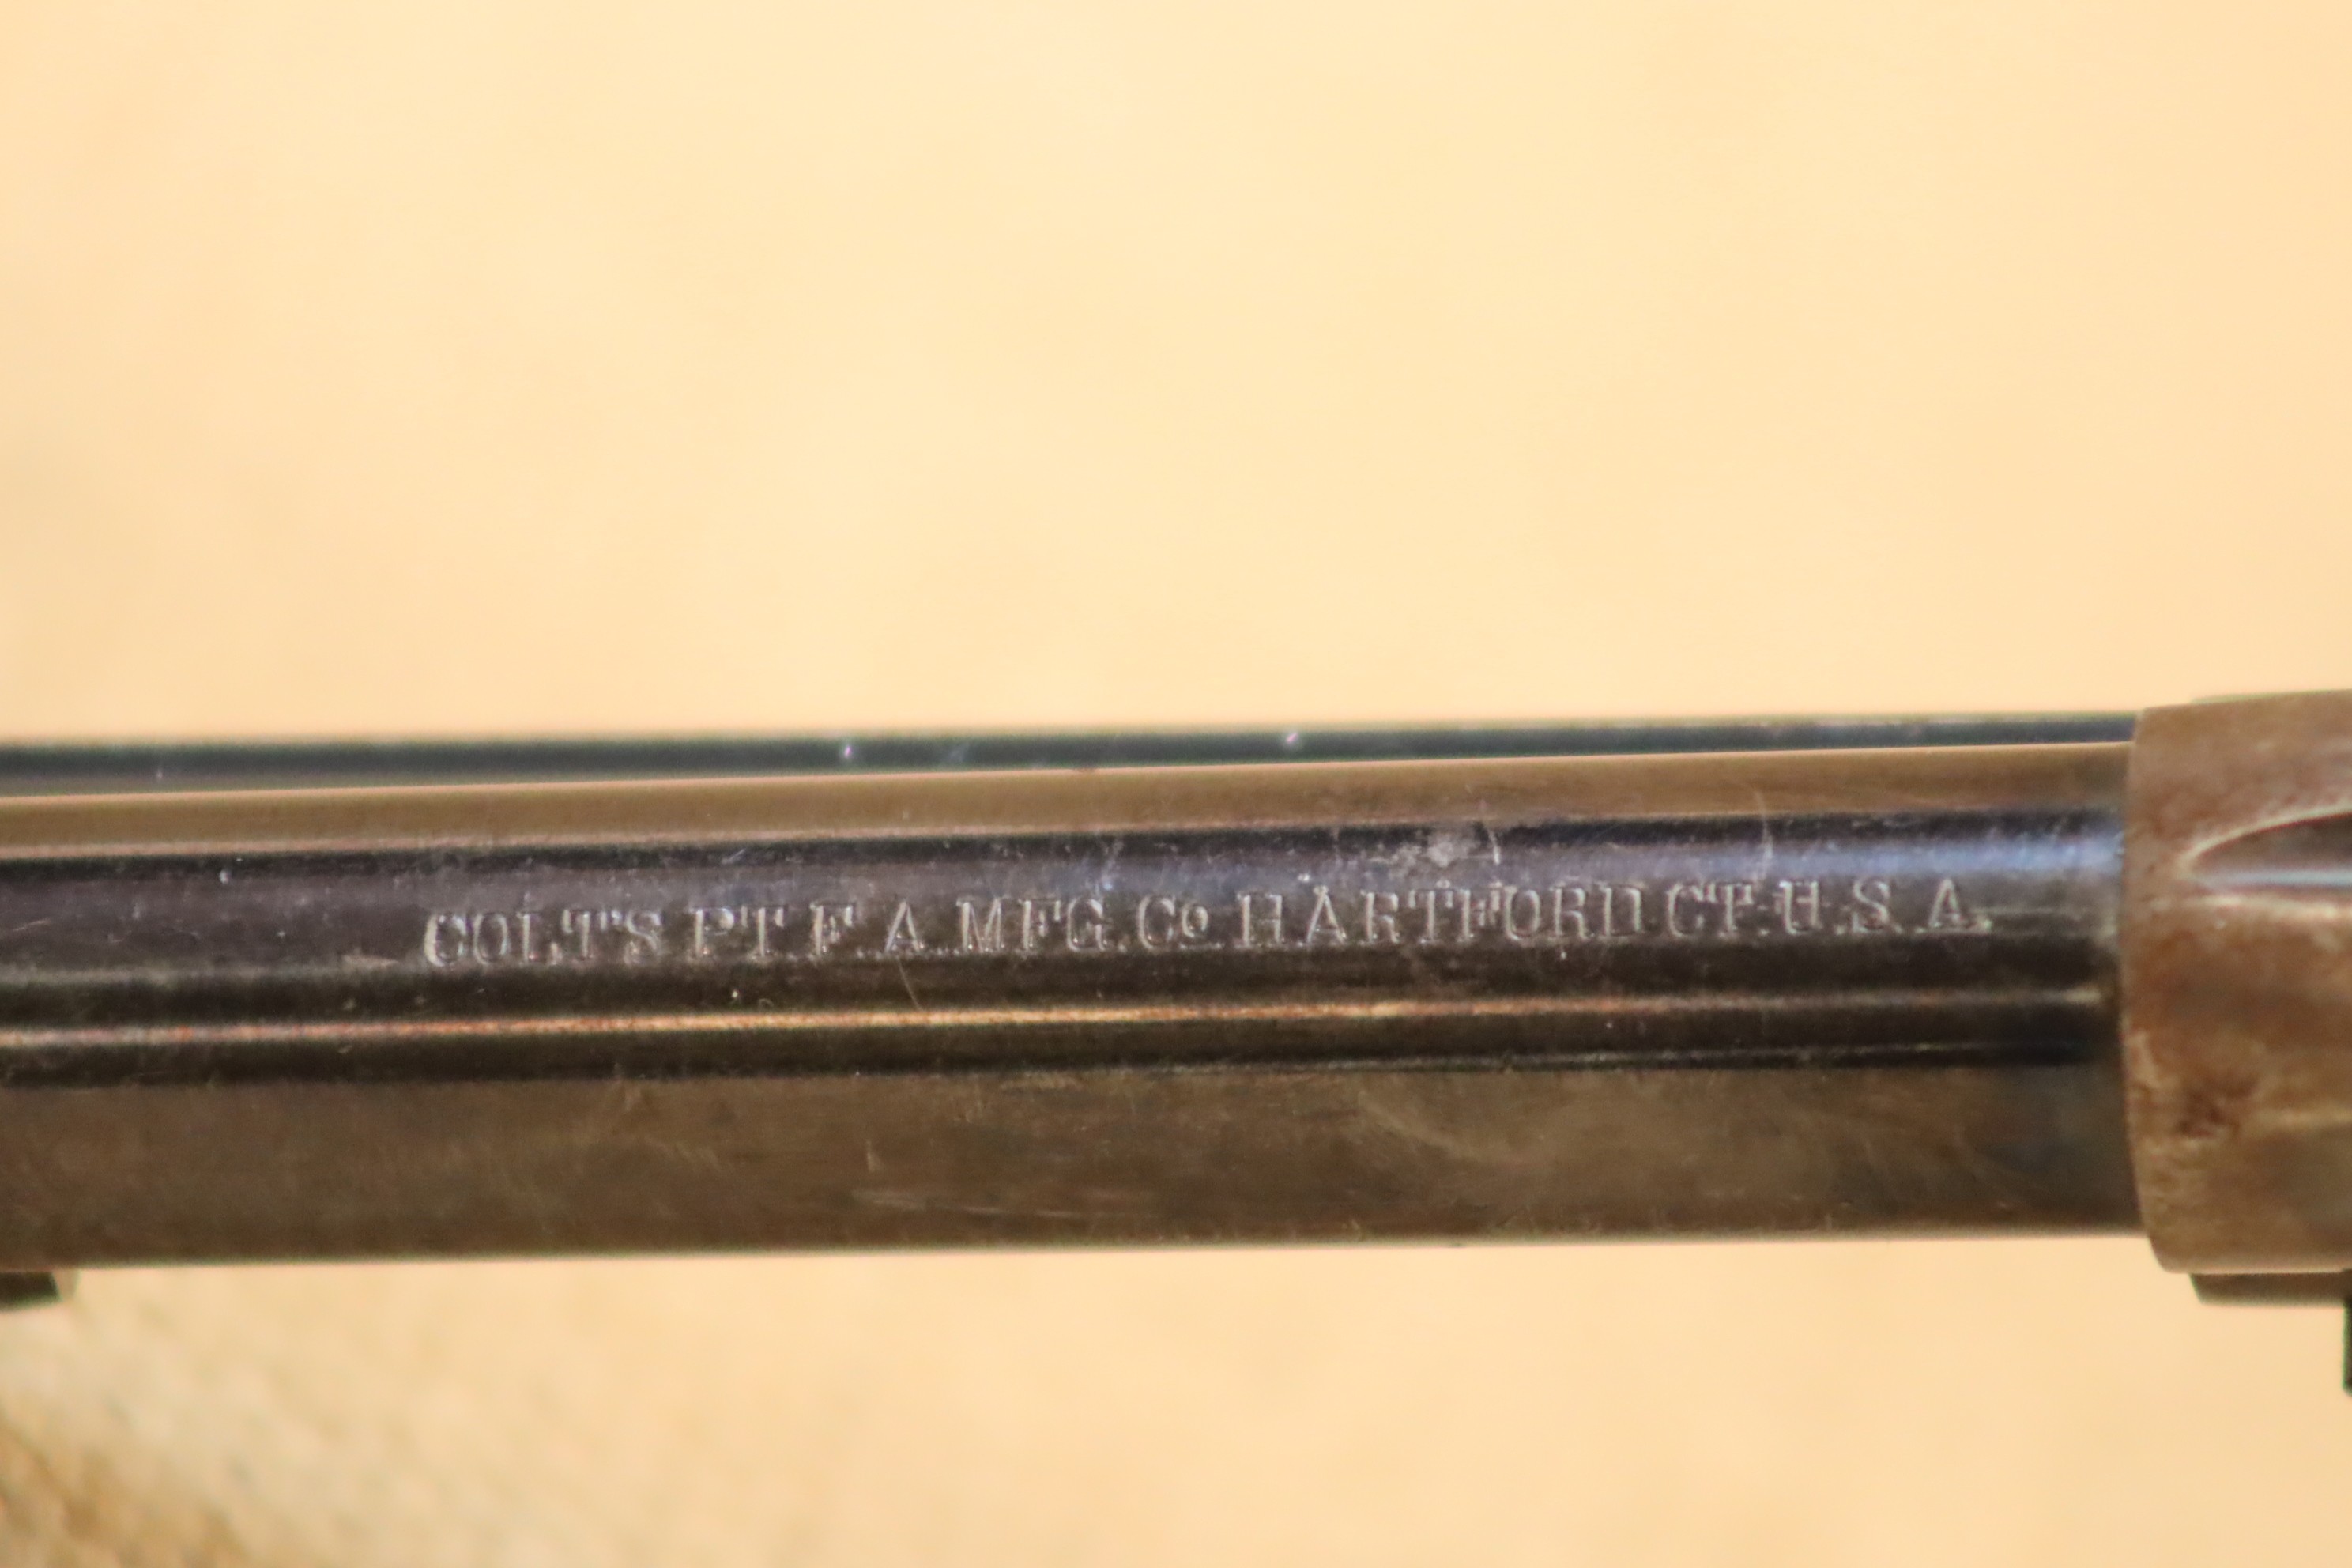 COLT'S PT. F. A. MFG. Co. HARTFORD CT. U.S.A.